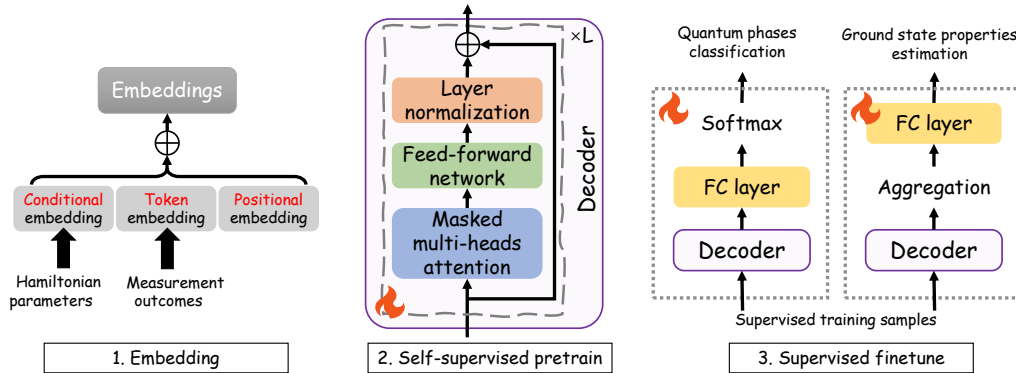 Embeddings
Conditional
embedding
Token
embedding
Positional
embedding
Hamiltonian
parameters
Measurement
outcomes
1. Embedding
×L
Layer
normalization
Feed-forward
network
Masked
multi-heads
attention
Decoder
2. Self-supervised pretrain
Quantum phases
classification
Softmax
FC layer
Decoder
Ground state properties
estimation
FC layer
Aggregation
Decoder
Supervised training samples
3. Supervised finetune